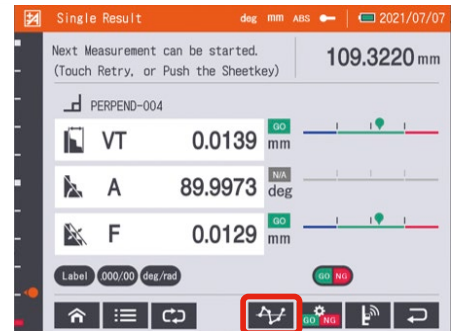 Single Result deg mm ABS 2021/07/07
Next Measurement can be started.
(Touch Retry, or Push the Sheetkey)
109.3220 mm
PERPEND-004
VT 0.0139 GO mm
A 89.9973 N/A deg
F 0.0129 GO mm
Label .000/.00 deg/rad GO NG
GO NG